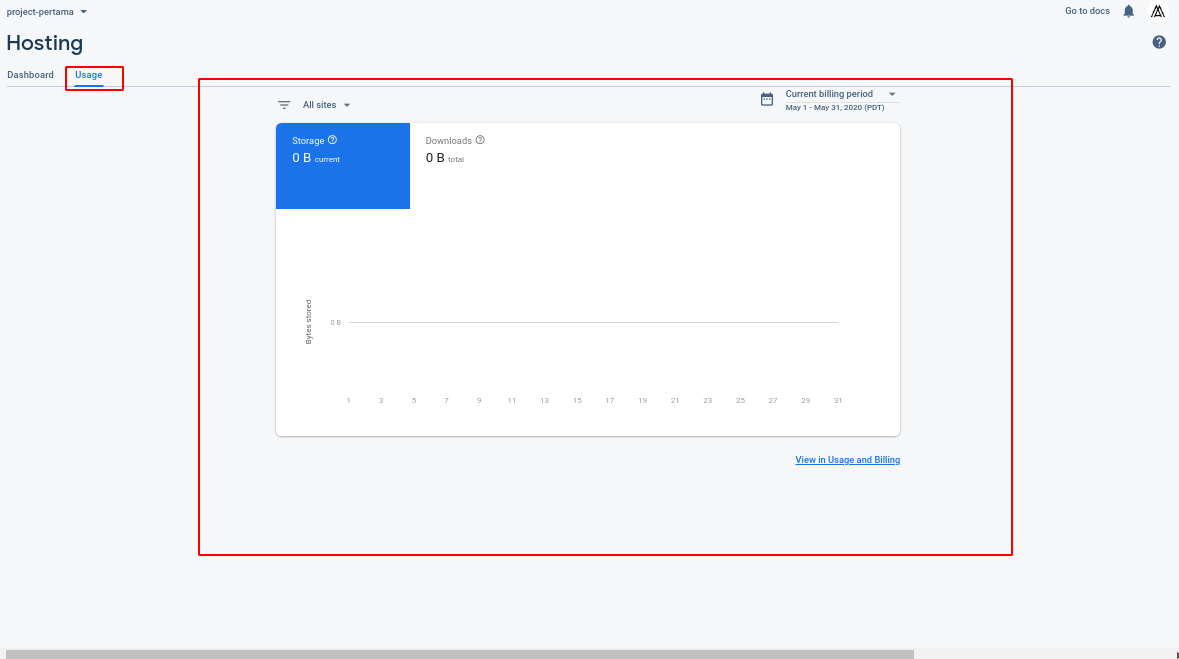 project-pertama
Go to docs
Hosting
Dashboard
Usage
All sites
Current billing period
May 1 - May 31, 2020 (PDT)
Storage
0 B current
Downloads
0 B total
Bytes stored
0 B
1 3 5 7 9 11 13 15 17 19 21 23 25 27 29 31
View in Usage and Billing